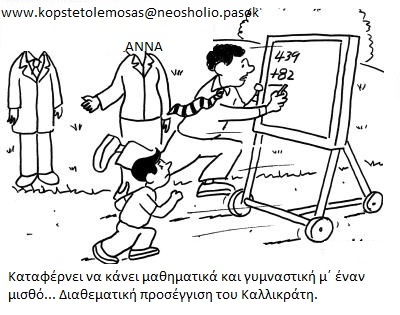 www.kopstetolemosas@neosholio.pasok
ANNA
439
+82
Καταφέρνει να κάνει μαθηματικά και γυμναστική μ΄ έναν
μισθό... Διαθεματική προσέγγιση του Καλλικράτη.